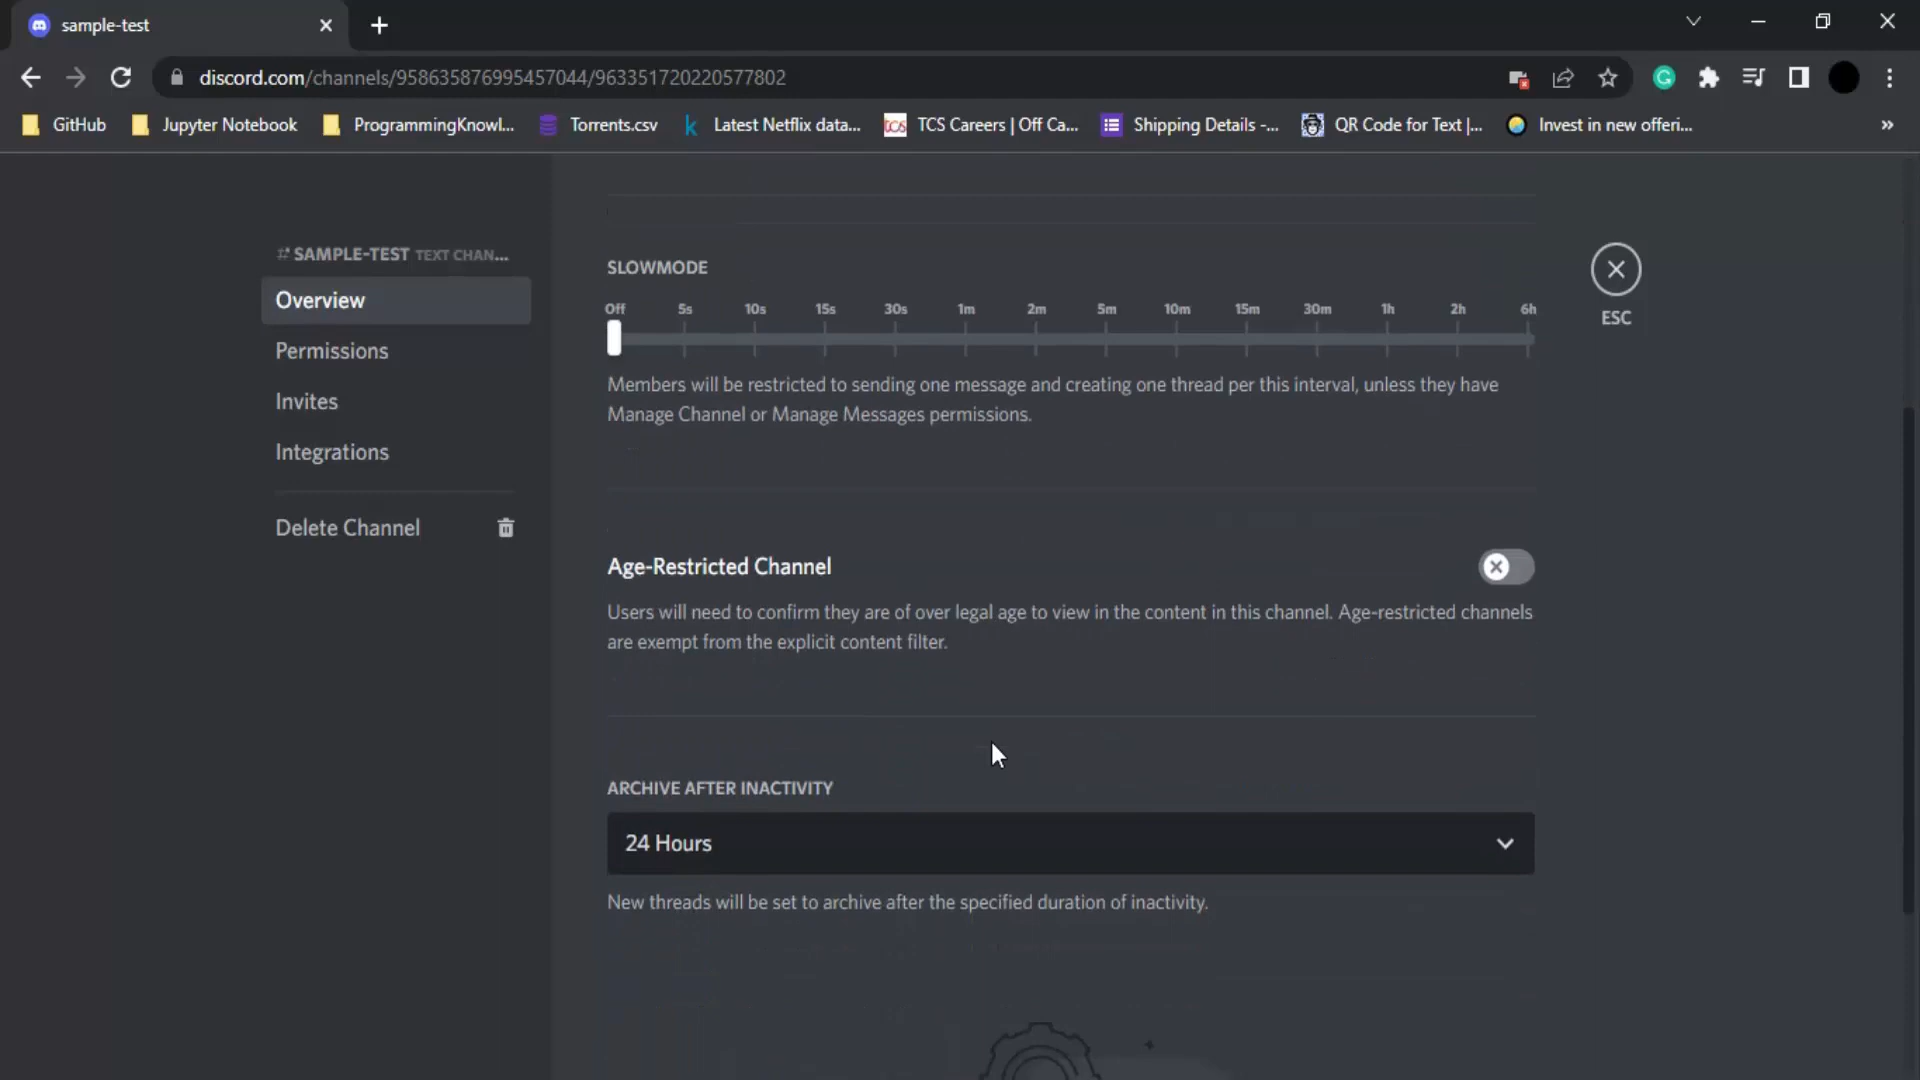 sample-test
discord.com/channels/958635876995457044/963351720220577802
GitHub Jupyter Notebook ProgrammingKnowl... Torrents.csv Latest Netflix data... TCS Careers | Off Ca... Shipping Details -... QR Code for Text |... Invest in new offeri... »
SAMPLE-TEST TEXT CHAN...
Overview
Permissions
Invites
Integrations
Delete Channel
SLOWMODE
Off 5s 10s 15s 30s 1m 2m 5m 10m 15m 30m 1h 2h 6h
Members will be restricted to sending one message and creating one thread per this interval, unless they have
Manage Channel or Manage Messages permissions.
Age-Restricted Channel
Users will need to confirm they are of over legal age to view in the content in this channel. Age-restricted channels
are exempt from the explicit content filter.
ARCHIVE AFTER INACTIVITY
24 Hours
New threads will be set to archive after the specified duration of inactivity.
ESC